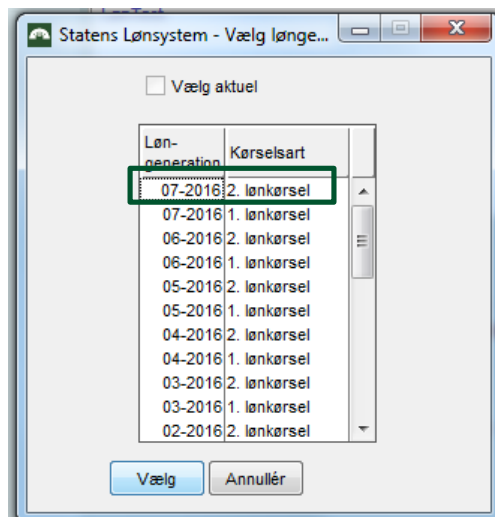 Statens Lønsystem - Vælg lønge...
Vælg aktuel
Løn-
generation Kørselsart
07-2016 2. lønkørsel
07-2016 1. lønkørsel
06-2016 2. lønkørsel
06-2016 1. lønkørsel
05-2016 2. lønkørsel
05-2016 1. lønkørsel
04-2016 2. lønkørsel
04-2016 1. lønkørsel
03-2016 2. lønkørsel
03-2016 1. lønkørsel
02-2016 2. lønkørsel
Vælg Annullér